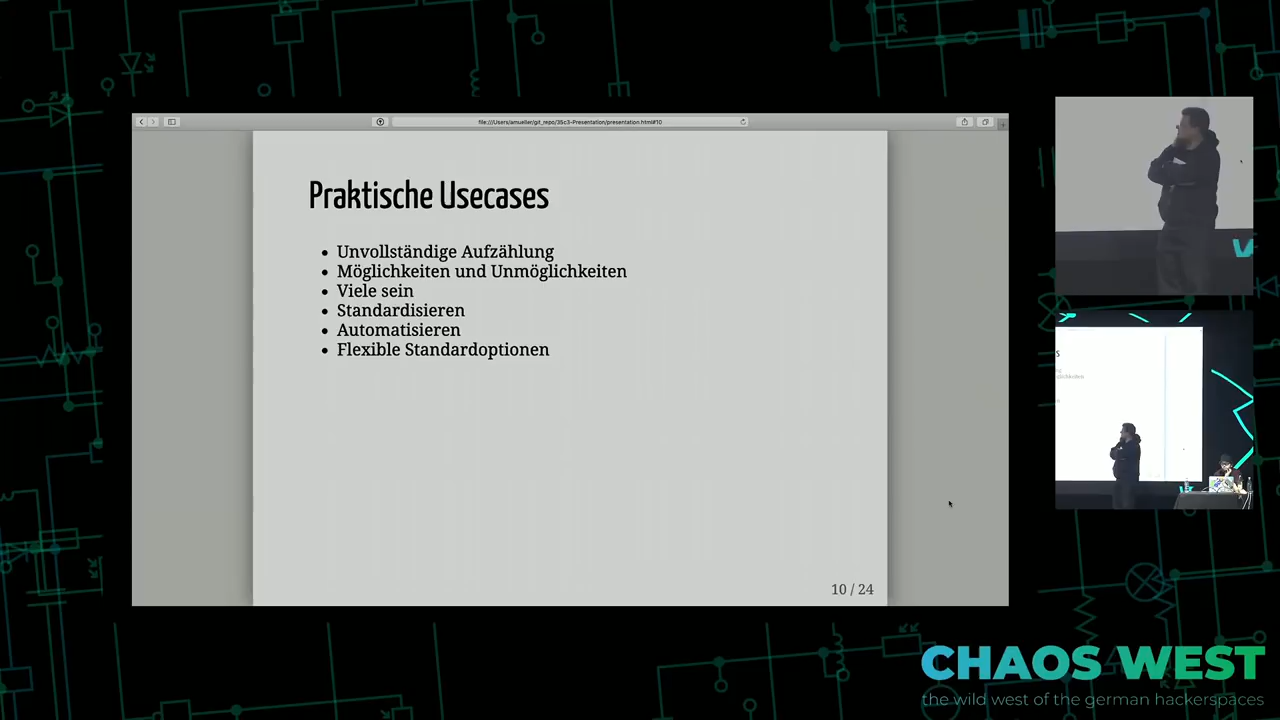 file:///Users/amueller/git_repo/35c3-Presentation/presentation.html#10
Praktische Usecases
Unvollständige Aufzählung
Möglichkeiten und Unmöglichkeiten
Viele sein
Standardisieren
Automatisieren
Flexible Standardoptionen
10 / 24
CHAOS WEST
the wild west of the german hackerspaces